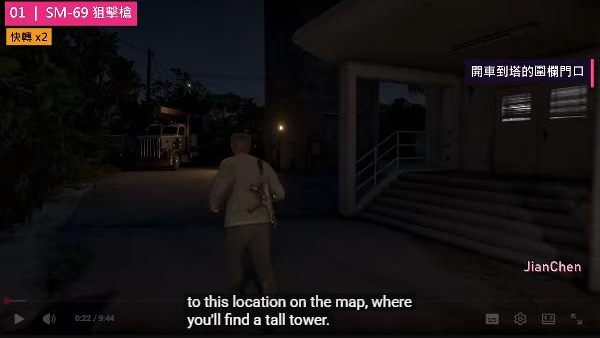 01 | SM-69 狙擊槍
快轉 x2
開車到塔的圍欄門口
JianChen
to this location on the map, where
you'll find a tall tower.
0:22 / 9:44